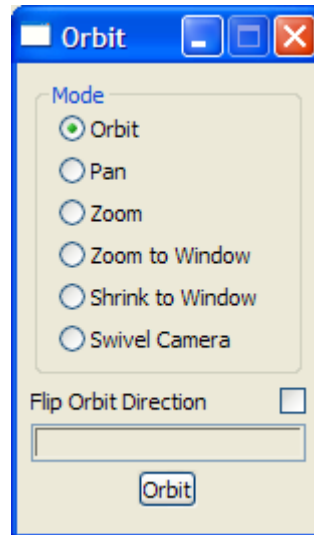 Orbit
Mode
Orbit
Pan
Zoom
Zoom to Window
Shrink to Window
Swivel Camera
Flip Orbit Direction
Orbit